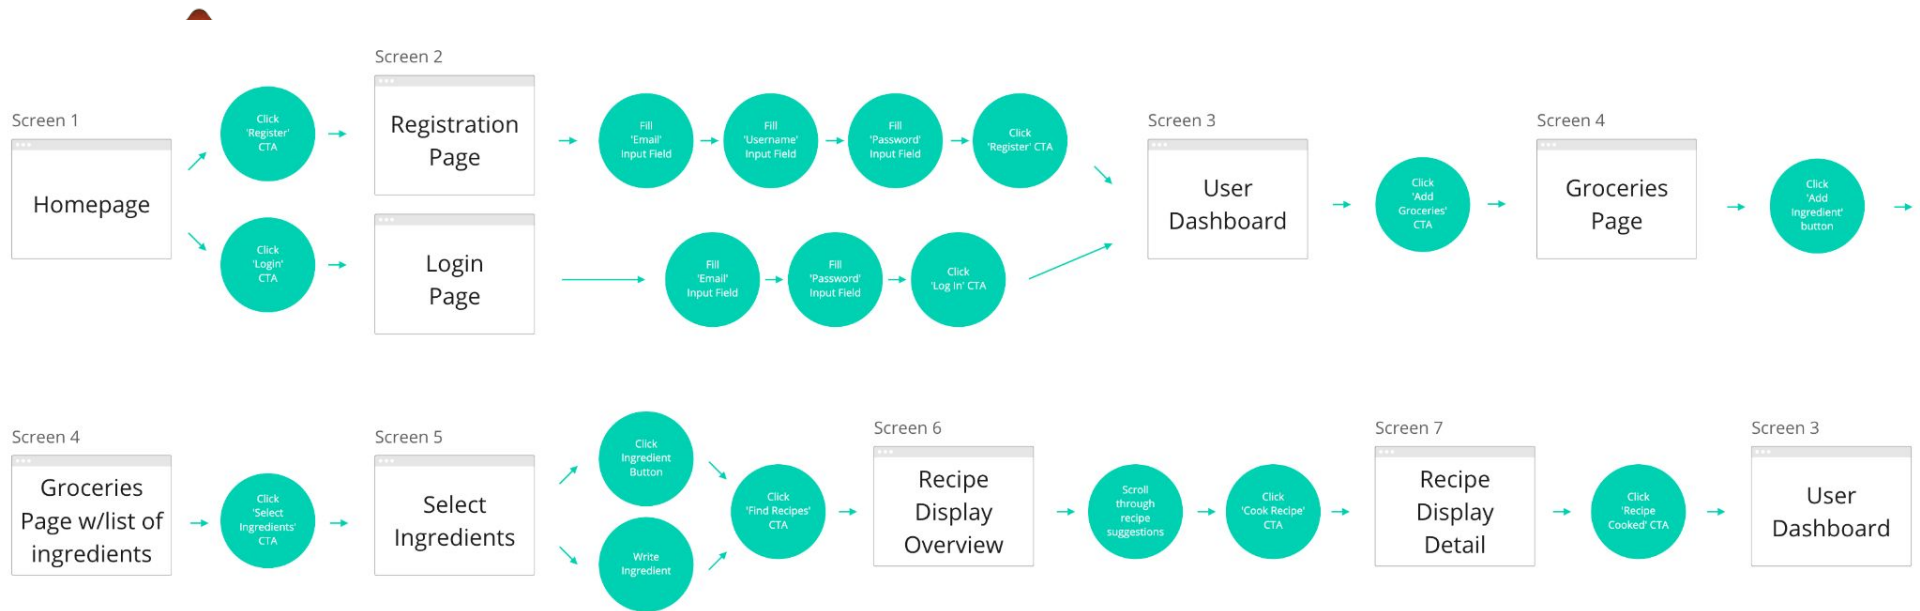 Screen 1
Homepage
Click
'Register'
CTA
Click
'Login'
CTA
Screen 2
Registration
Page
Login
Page
Fill
'Email'
Input Field
Fill
'Username'
Input Field
Fill
'Password'
Input Field
Click
'Register' CTA
Fill
'Email'
Input Field
Fill
'Password'
Input Field
Click
'Log In' CTA
Screen 3
User
Dashboard
Click
'Add
Groceries'
CTA
Screen 4
Groceries
Page
Click
'Add
Ingredient'
button
Screen 4
Groceries
Page w/list of
ingredients
Click
'Select
Ingredients'
CTA
Screen 5
Select
Ingredients
Click
Ingredient
Button
Write
Ingredient
Click
'Find Recipes'
CTA
Screen 6
Recipe
Display
Overview
Scroll
through
recipe
suggestions
Click
'Cook Recipe'
CTA
Screen 7
Recipe
Display
Detail
Click
'Recipe
Cooked' CTA
Screen 3
User
Dashboard